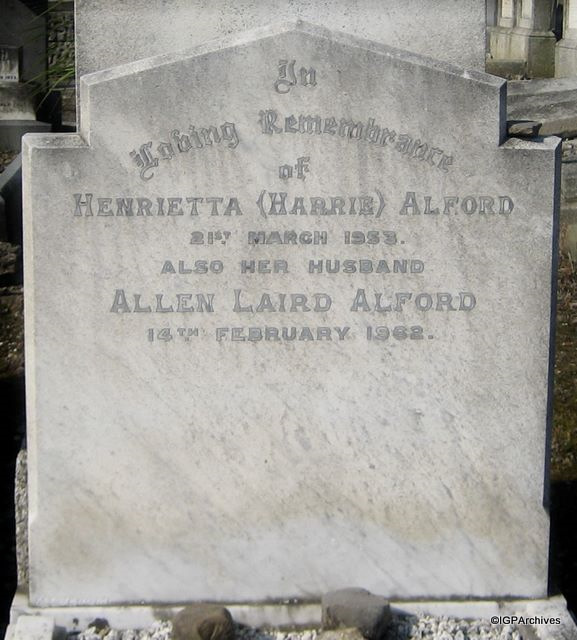 In
Loving Remembrance
of
HENRIETTA (HARRIE) ALFORD
21ST MARCH 1953.
ALSO HER HUSBAND
ALLEN LAIRD ALFORD
14TH FEBRUARY 1962.
©IGPArchives